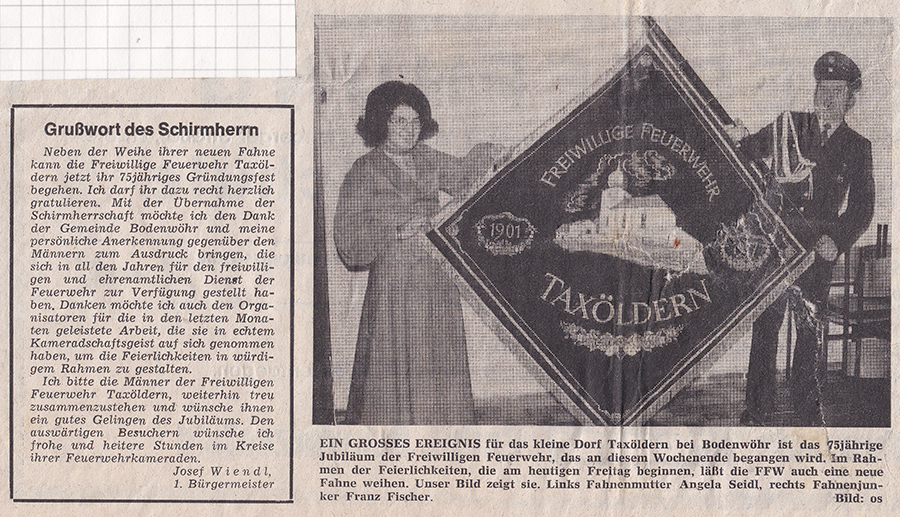 Grußwort des Schirmherrn
Neben der Weihe ihrer neuen Fahne
kann die Freiwillige Feuerwehr Taxöl-
dern jetzt ihr 75jähriges Gründungsfest
begehen. Ich darf ihr dazu recht herzlich
gratulieren. Mit der Übernahme der
Schirmherrschaft möchte ich den Dank
der Gemeinde Bodenwöhr und meine
persönliche Anerkennung gegenüber den
Männern zum Ausdruck bringen, die
sich in all den Jahren für den freiwilli-
gen und ehrenamtlichen Dienst der
Feuerwehr zur Verfügung gestellt ha-
ben. Danken möchte ich auch den Orga-
nisatoren für die in den letzten Mona-
ten geleistete Arbeit, die sie in echtem
Kameradschaftsgeist auf sich genommen
haben, um die Feierlichkeiten in würdi-
gem Rahmen zu gestalten.
Ich bitte die Männer der Freiwilligen
Feuerwehr Taxöldern, weiterhin treu
zusammenzustehen und wünsche ihnen
ein gutes Gelingen des Jubiläums. Den
auswärtigen Besuchern wünsche ich
frohe und heitere Stunden im Kreise
ihrer Feuerwehrkameraden.
Josef Wiendl,
1. Bürgermeister
FREIWILLIGE FEUERWEHR
1901
TAXÖLDERN
EIN GROSSES EREIGNIS für das kleine Dorf Taxöldern bei Bodenwöhr ist das 75jährige
Jubiläum der Freiwilligen Feuerwehr, das an diesem Wochenende begangen wird. Im Rah-
men der Feierlichkeiten, die am heutigen Freitag beginnen, läßt die FFW auch eine neue
Fahne weihen. Unser Bild zeigt sie. Links Fahnenmutter Angela Seidl, rechts Fahnenjun-
ker Franz Fischer. Bild: os